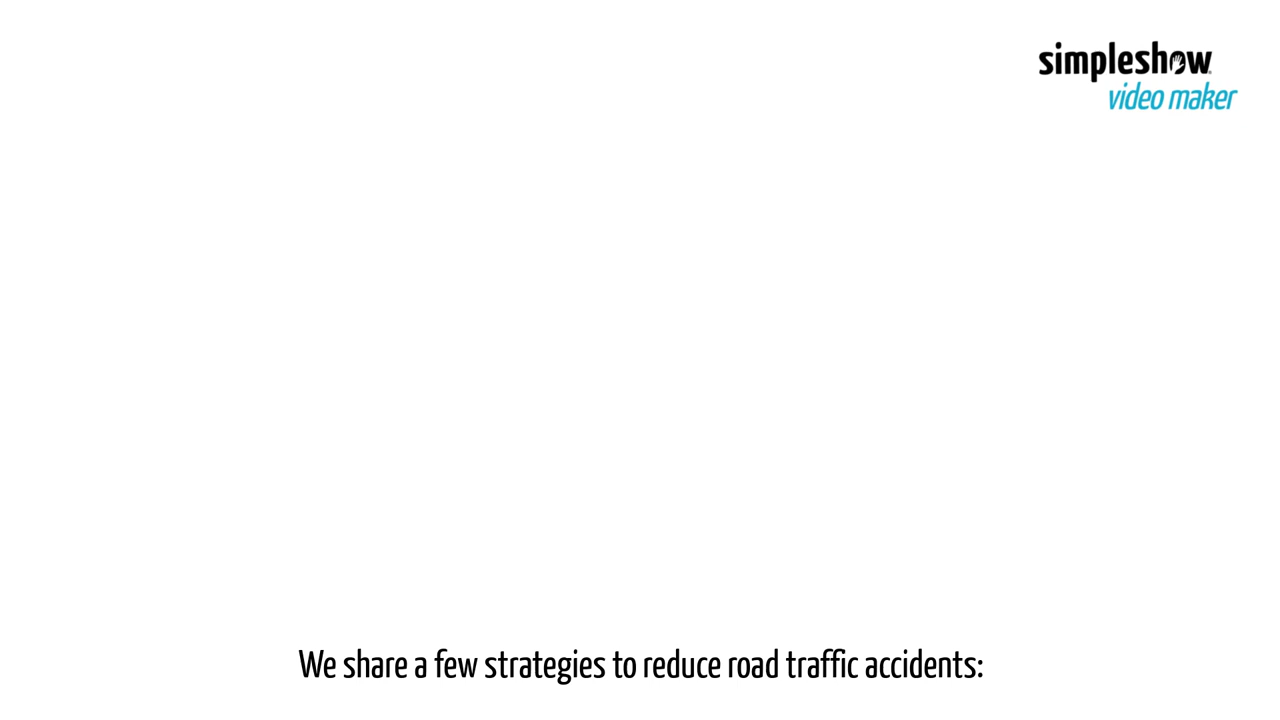 simpleshow
video maker
We share a few strategies to reduce road traffic accidents: